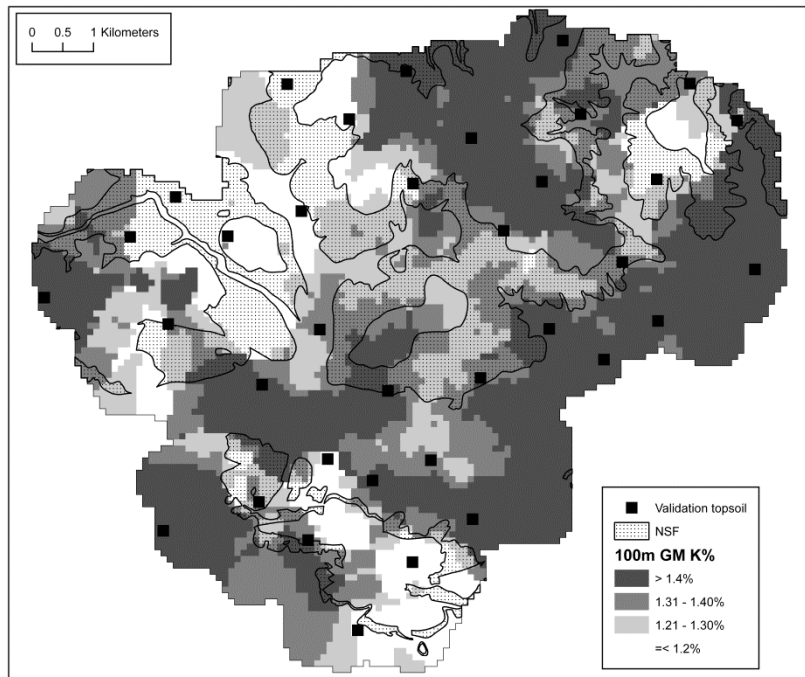 0 0.5 1 Kilometers
Validation topsoil
NSF
100m GM K%
> 1.4%
1.31 - 1.40%
1.21 - 1.30%
=< 1.2%